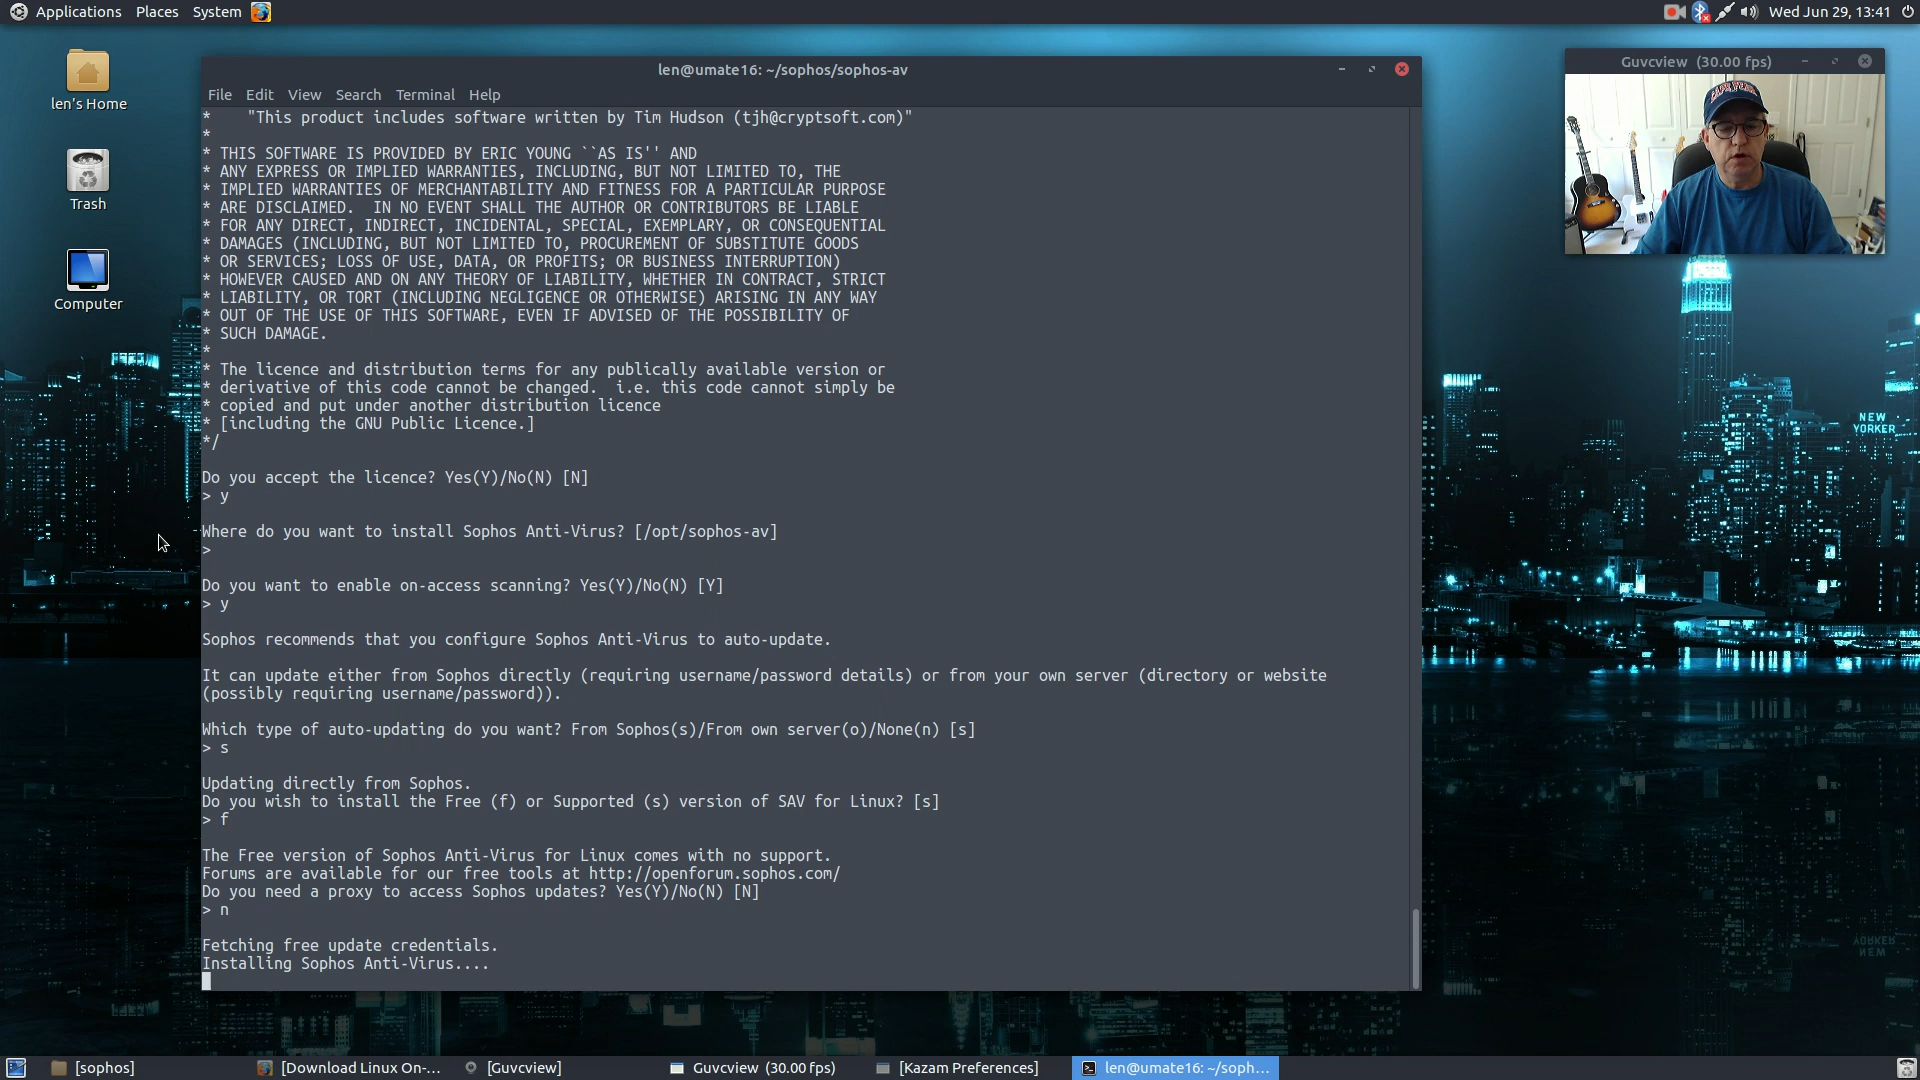 Applications Places System Wed Jun 29, 13:41
len's Home
Trash
Computer
len@umate16: ~/sophos/sophos-av
File Edit View Search Terminal Help
*    "This product includes software written by Tim Hudson (tjh@cryptsoft.com)"
*
* THIS SOFTWARE IS PROVIDED BY ERIC YOUNG ``AS IS'' AND
* ANY EXPRESS OR IMPLIED WARRANTIES, INCLUDING, BUT NOT LIMITED TO, THE
* IMPLIED WARRANTIES OF MERCHANTABILITY AND FITNESS FOR A PARTICULAR PURPOSE
* ARE DISCLAIMED.  IN NO EVENT SHALL THE AUTHOR OR CONTRIBUTORS BE LIABLE
* FOR ANY DIRECT, INDIRECT, INCIDENTAL, SPECIAL, EXEMPLARY, OR CONSEQUENTIAL
* DAMAGES (INCLUDING, BUT NOT LIMITED TO, PROCUREMENT OF SUBSTITUTE GOODS
* OR SERVICES; LOSS OF USE, DATA, OR PROFITS; OR BUSINESS INTERRUPTION)
* HOWEVER CAUSED AND ON ANY THEORY OF LIABILITY, WHETHER IN CONTRACT, STRICT
* LIABILITY, OR TORT (INCLUDING NEGLIGENCE OR OTHERWISE) ARISING IN ANY WAY
* OUT OF THE USE OF THIS SOFTWARE, EVEN IF ADVISED OF THE POSSIBILITY OF
* SUCH DAMAGE.
*
* The licence and distribution terms for any publically available version or
* derivative of this code cannot be changed.  i.e. this code cannot simply be
* copied and put under another distribution licence
* [including the GNU Public Licence.]
*/
Do you accept the licence? Yes(Y)/No(N) [N]
> y
Where do you want to install Sophos Anti-Virus? [/opt/sophos-av]
>
Do you want to enable on-access scanning? Yes(Y)/No(N) [Y]
> y
Sophos recommends that you configure Sophos Anti-Virus to auto-update.
It can update either from Sophos directly (requiring username/password details) or from your own server (directory or website
(possibly requiring username/password)).
Which type of auto-updating do you want? From Sophos(s)/From own server(o)/None(n) [s]
> s
Updating directly from Sophos.
Do you wish to install the Free (f) or Supported (s) version of SAV for Linux? [s]
> f
The Free version of Sophos Anti-Virus for Linux comes with no support.
Forums are available for our free tools at http://openforum.sophos.com/
Do you need a proxy to access Sophos updates? Yes(Y)/No(N) [N]
> n
Fetching free update credentials.
Installing Sophos Anti-Virus....
Guvcview (30.00 fps)
NEW
YORKER
[sophos] [Download Linux On-... [Guvcview] Guvcview (30.00 fps) [Kazam Preferences] len@umate16: ~/soph...